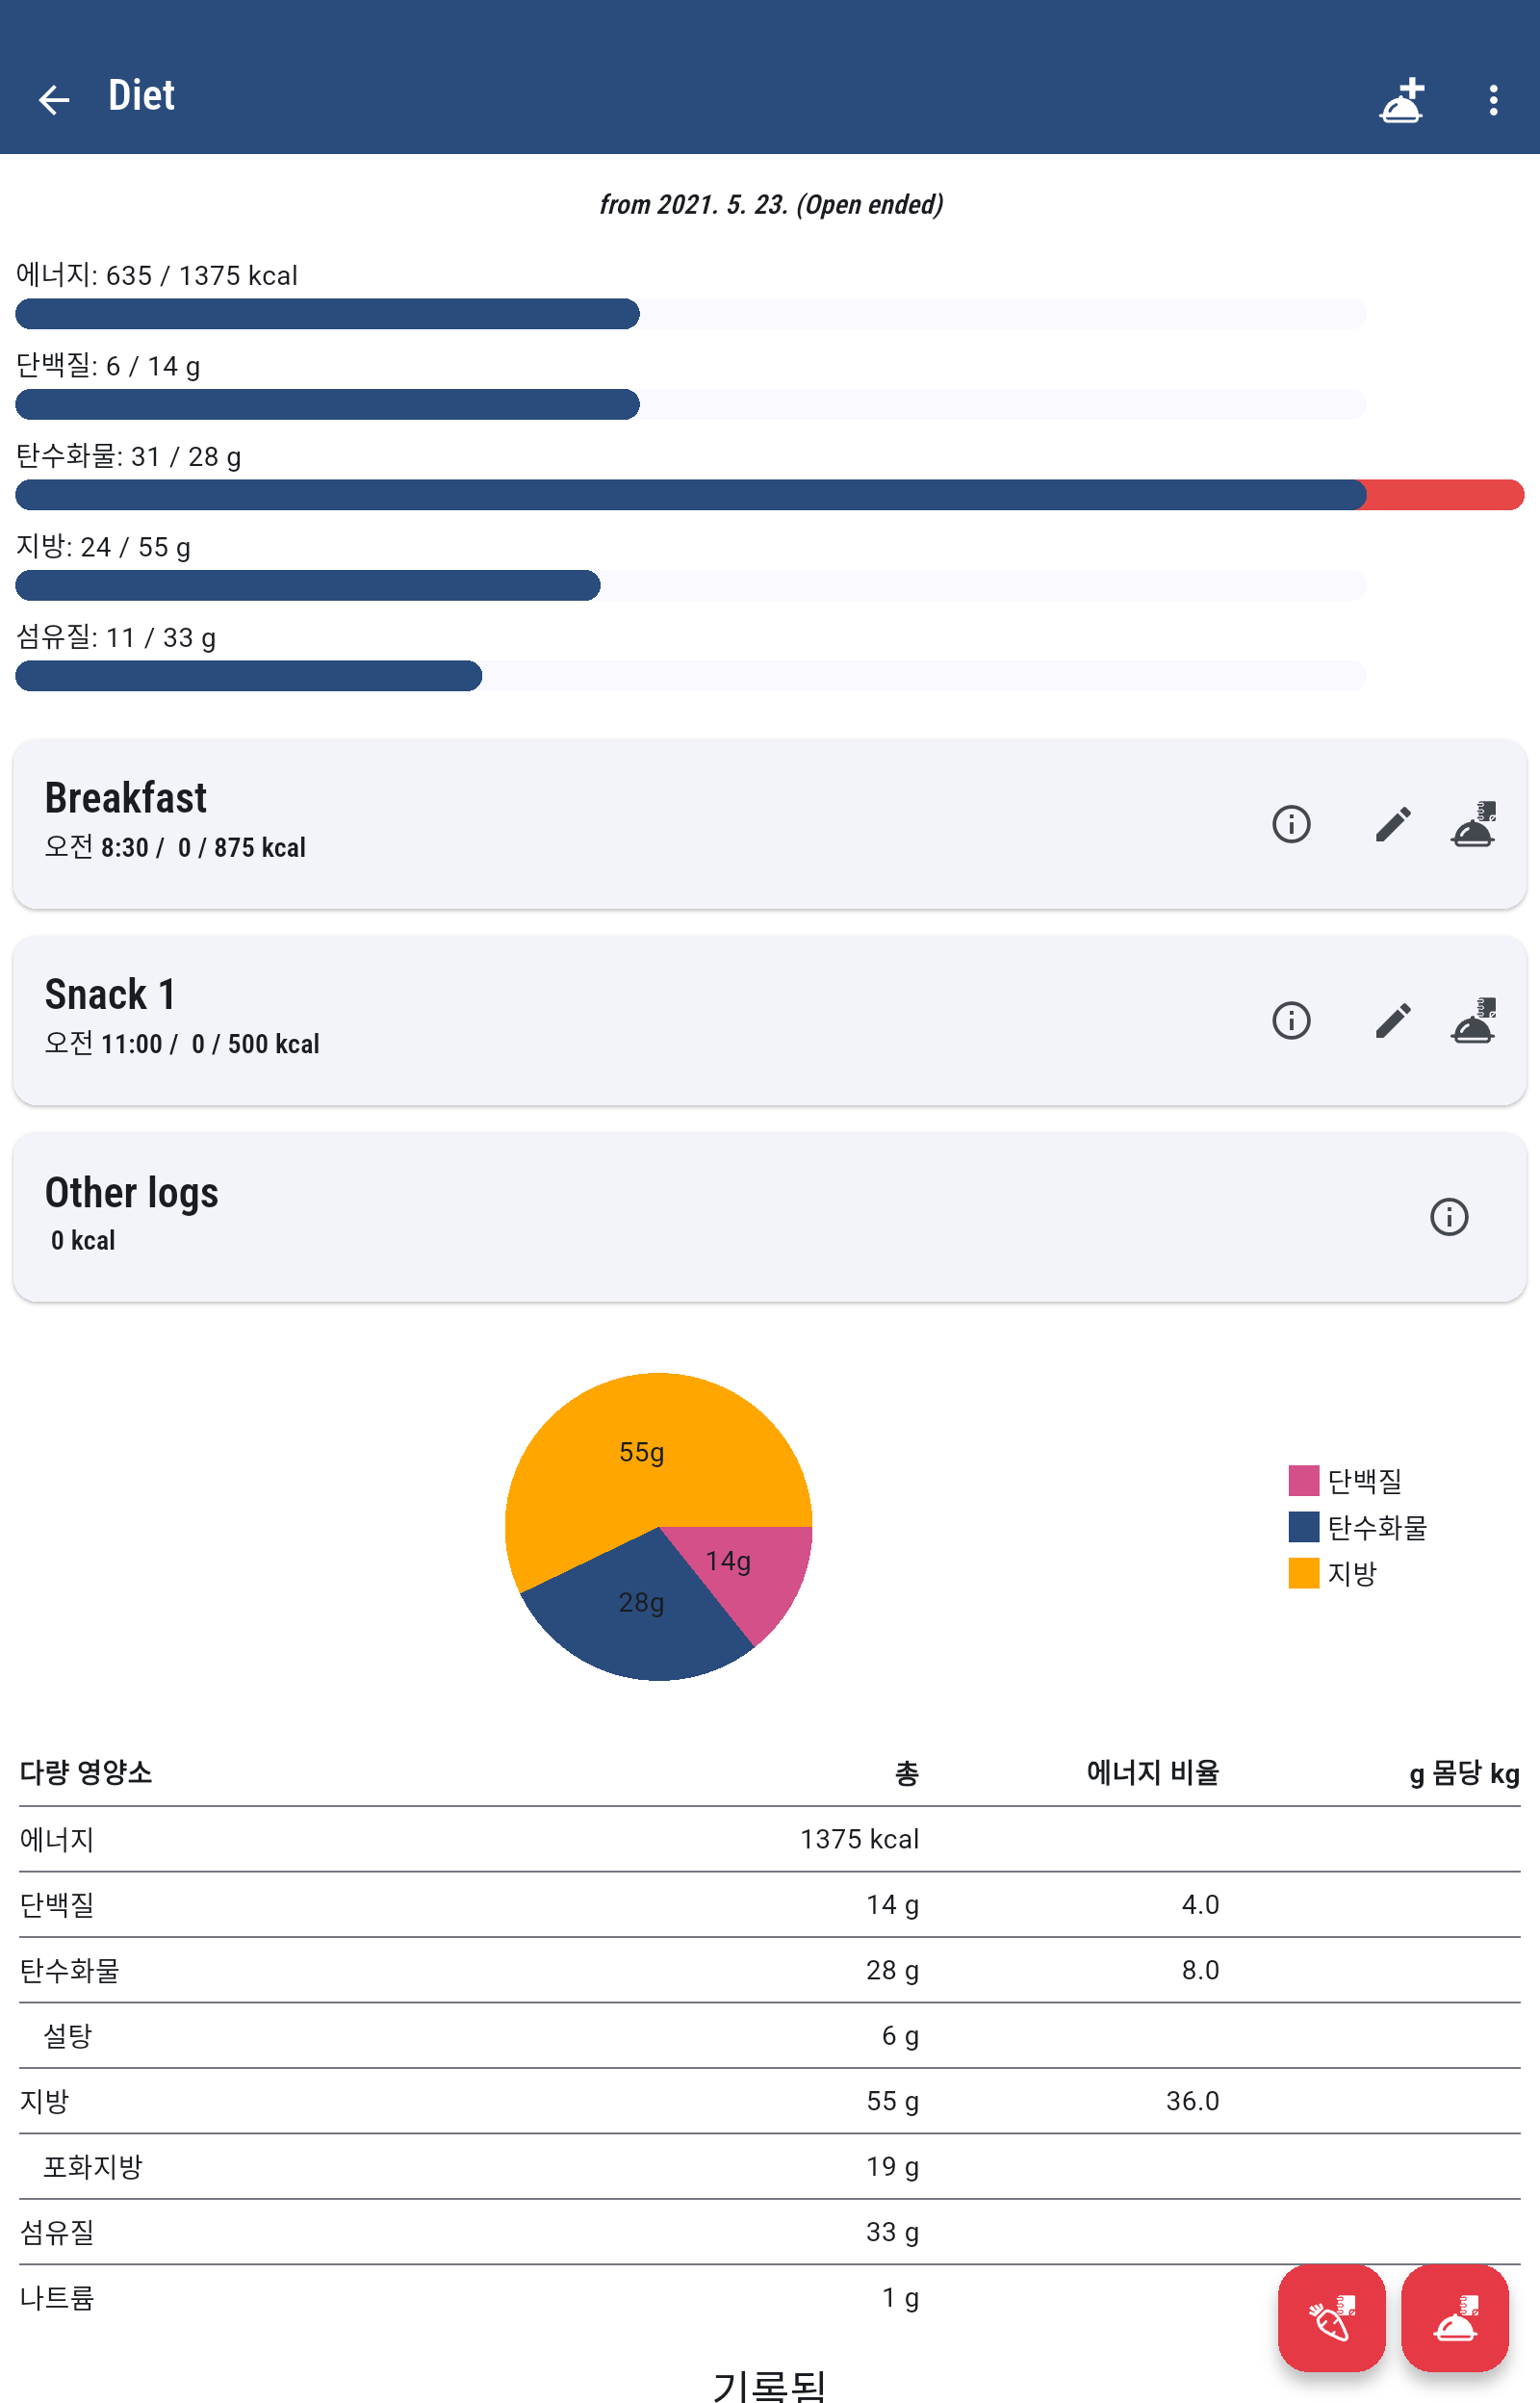 Diet
from 2021. 5. 23. (Open ended)
에너지: 635 / 1375 kcal
단백질: 6 / 14 g
탄수화물: 31 / 28 g
지방: 24 / 55 g
섬유질: 11 / 33 g
Breakfast
오전 8:30 / 0 / 875 kcal
Snack 1
오전 11:00 / 0 / 500 kcal
Other logs
0 kcal
55g
14g
28g
단백질
탄수화물
지방
다량 영양소 총 에너지 비율 g 몸당 kg
에너지 1375 kcal
단백질 14 g 4.0
탄수화물 28 g 8.0
설탕 6 g
지방 55 g 36.0
포화지방 19 g
섬유질 33 g
나트륨 1 g
기록됨